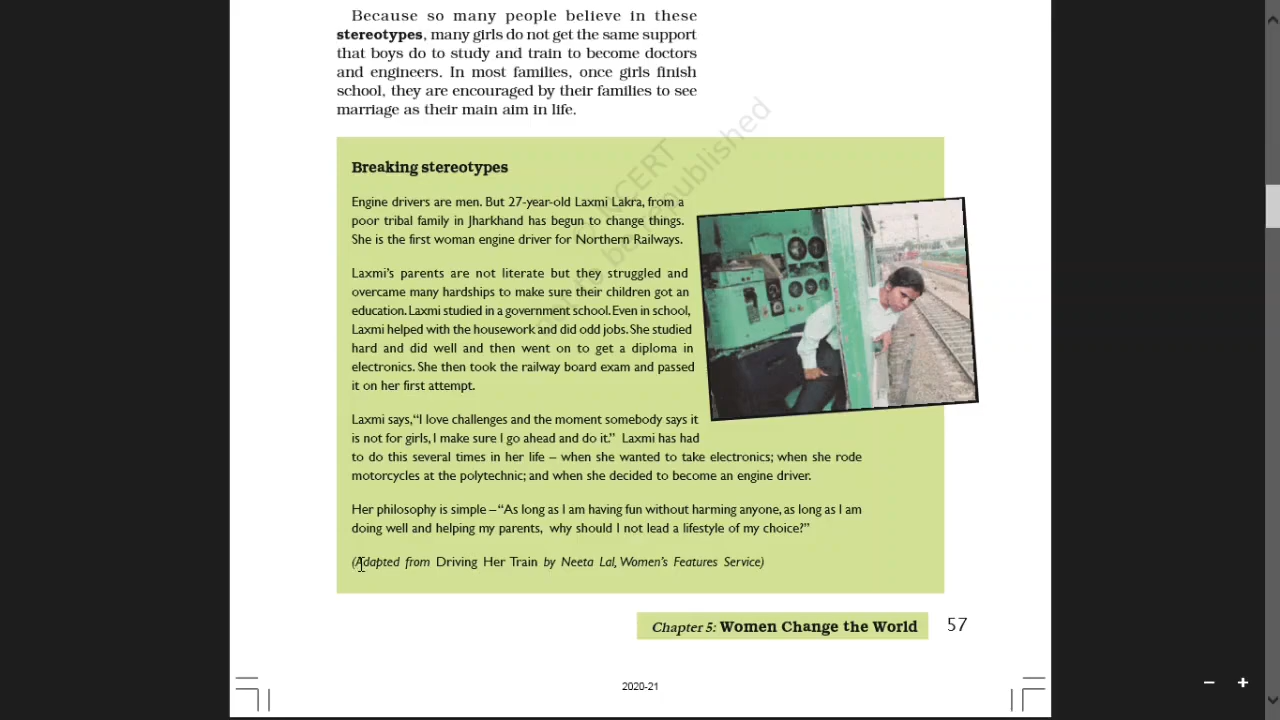 Because so many people believe in these
stereotypes, many girls do not get the same support
that boys do to study and train to become doctors
and engineers. In most families, once girls finish
school, they are encouraged by their families to see
marriage as their main aim in life.
Breaking stereotypes
Engine drivers are men. But 27-year-old Laxmi Lakra, from a
poor tribal family in Jharkhand has begun to change things.
She is the first woman engine driver for Northern Railways.
Laxmi's parents are not literate but they struggled and
overcame many hardships to make sure their children got an
education. Laxmi studied in a government school. Even in school,
Laxmi helped with the housework and did odd jobs. She studied
hard and did well and then went on to get a diploma in
electronics. She then took the railway board exam and passed
it on her first attempt.
Laxmi says, “I love challenges and the moment somebody says it
is not for girls, I make sure I go ahead and do it.” Laxmi has had
to do this several times in her life – when she wanted to take electronics; when she rode
motorcycles at the polytechnic; and when she decided to become an engine driver.
Her philosophy is simple – “As long as I am having fun without harming anyone, as long as I am
doing well and helping my parents, why should I not lead a lifestyle of my choice?”
(Adapted from Driving Her Train by Neeta Lal, Women's Features Service)
Chapter 5: Women Change the World 57
2020-21
NCERT
published